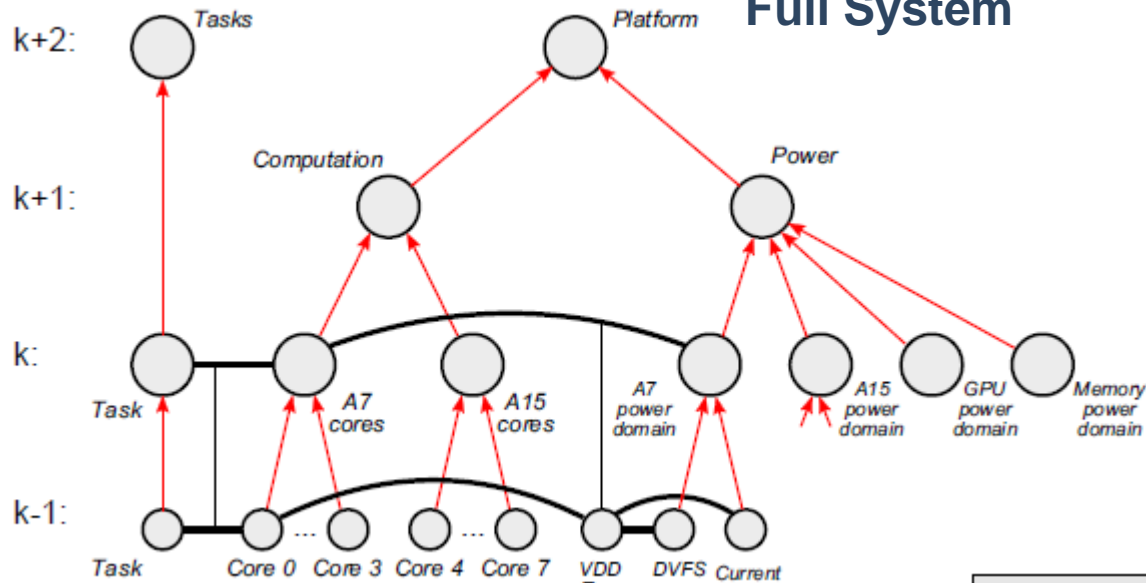 Full System
k+2:
Tasks
Platform
k+1:
Computation
Power
k:
Task
A7
cores
A15
cores
A7
power
domain
A15
power
domain
GPU
power
domain
Memory
power
domain
k-1:
Task
Core 0
...
Core 3
Core 4
...
Core 7
VDD
DVFS
Current